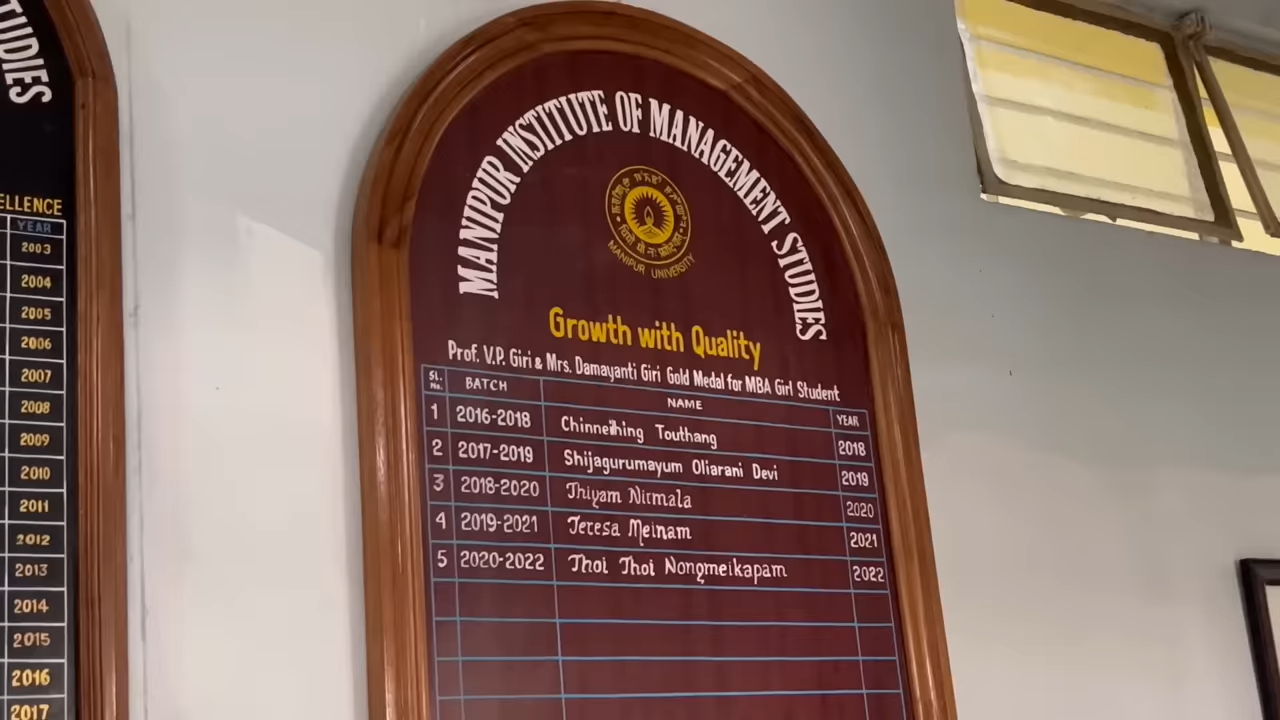 TUDIES
ELLENCE
YEAR
2003
2004
2005
2006
2007
2008
2009
2010
2011
2012
2013
2014
2015
2016
2017
MANIPUR INSTITUTE OF MANAGEMENT STUDIES
MANIPUR UNIVERSITY
Growth with Quality
Prof. V.P. Giri & Mrs. Damayanti Giri Gold Medal for MBA Girl Student
Sl. No. BATCH NAME YEAR
1 2016-2018 Chinneihing Touthang 2018
2 2017-2019 Shijagurumayum Oliarani Devi 2019
3 2018-2020 Thiyam Nirmala 2020
4 2019-2021 Teresa Meinam 2021
5 2020-2022 Thoi Thoi Nongmeikapam 2022